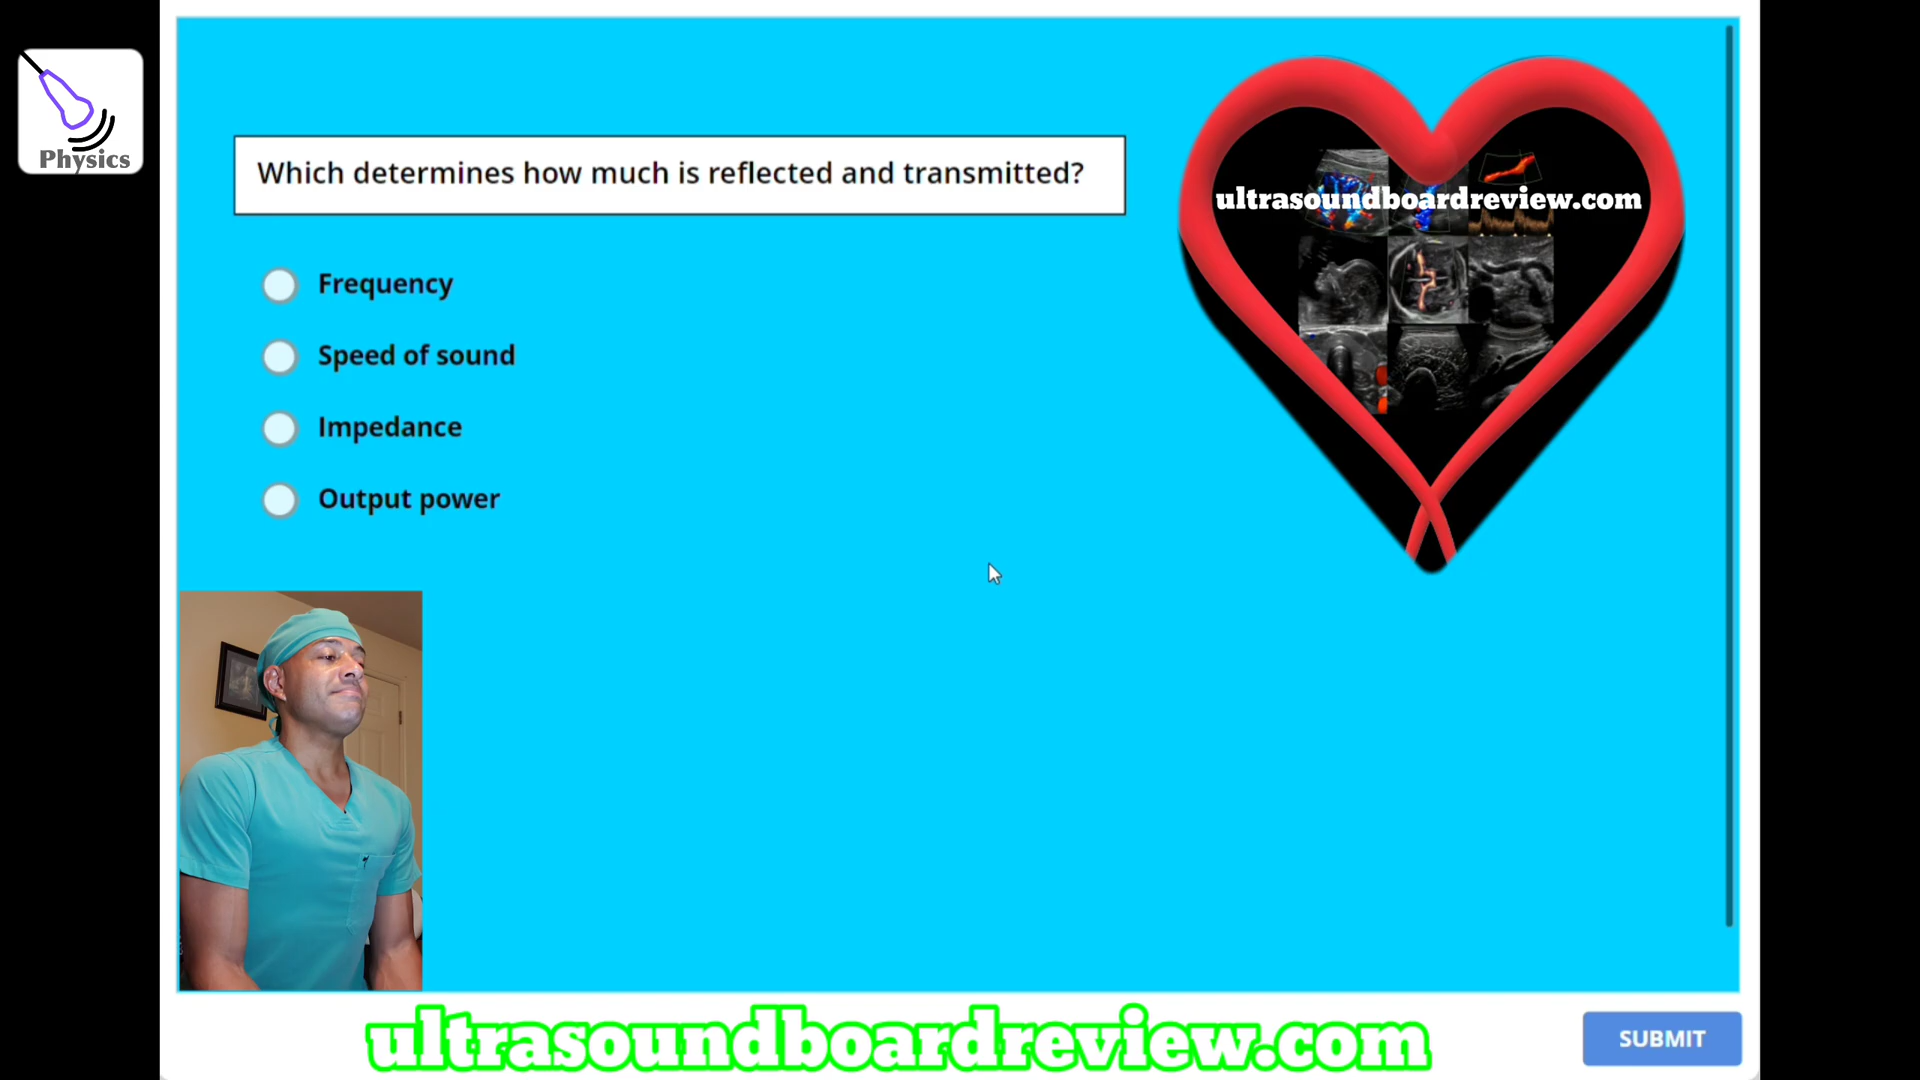 Physics
Which determines how much is reflected and transmitted?
ultrasoundboardreview.com
Frequency
Speed of sound
Impedance
Output power
ultrasoundboardreview.com
SUBMIT